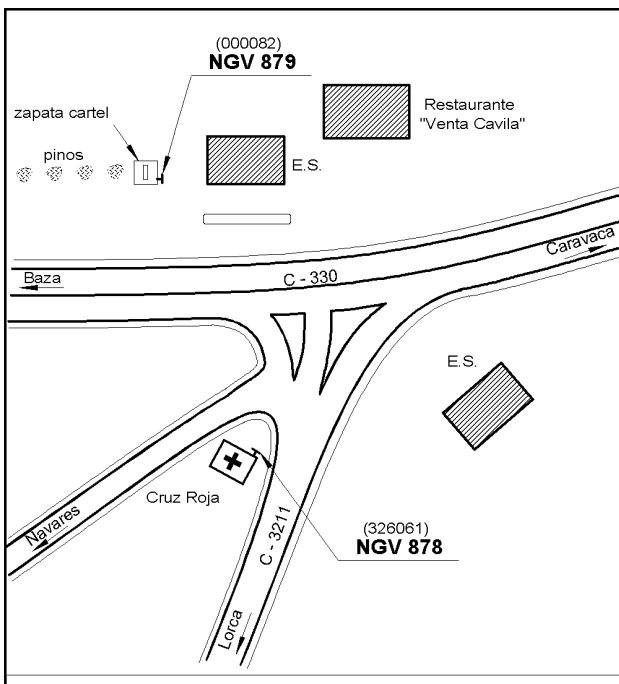 (000082)
NGV 879
zapata cartel
Restaurante
"Venta Cavila"
pinos
E.S.
Caravaca
C - 330
Baza
E.S.
Cruz Roja
Navares
C - 3211
(326061)
NGV 878
Lorca